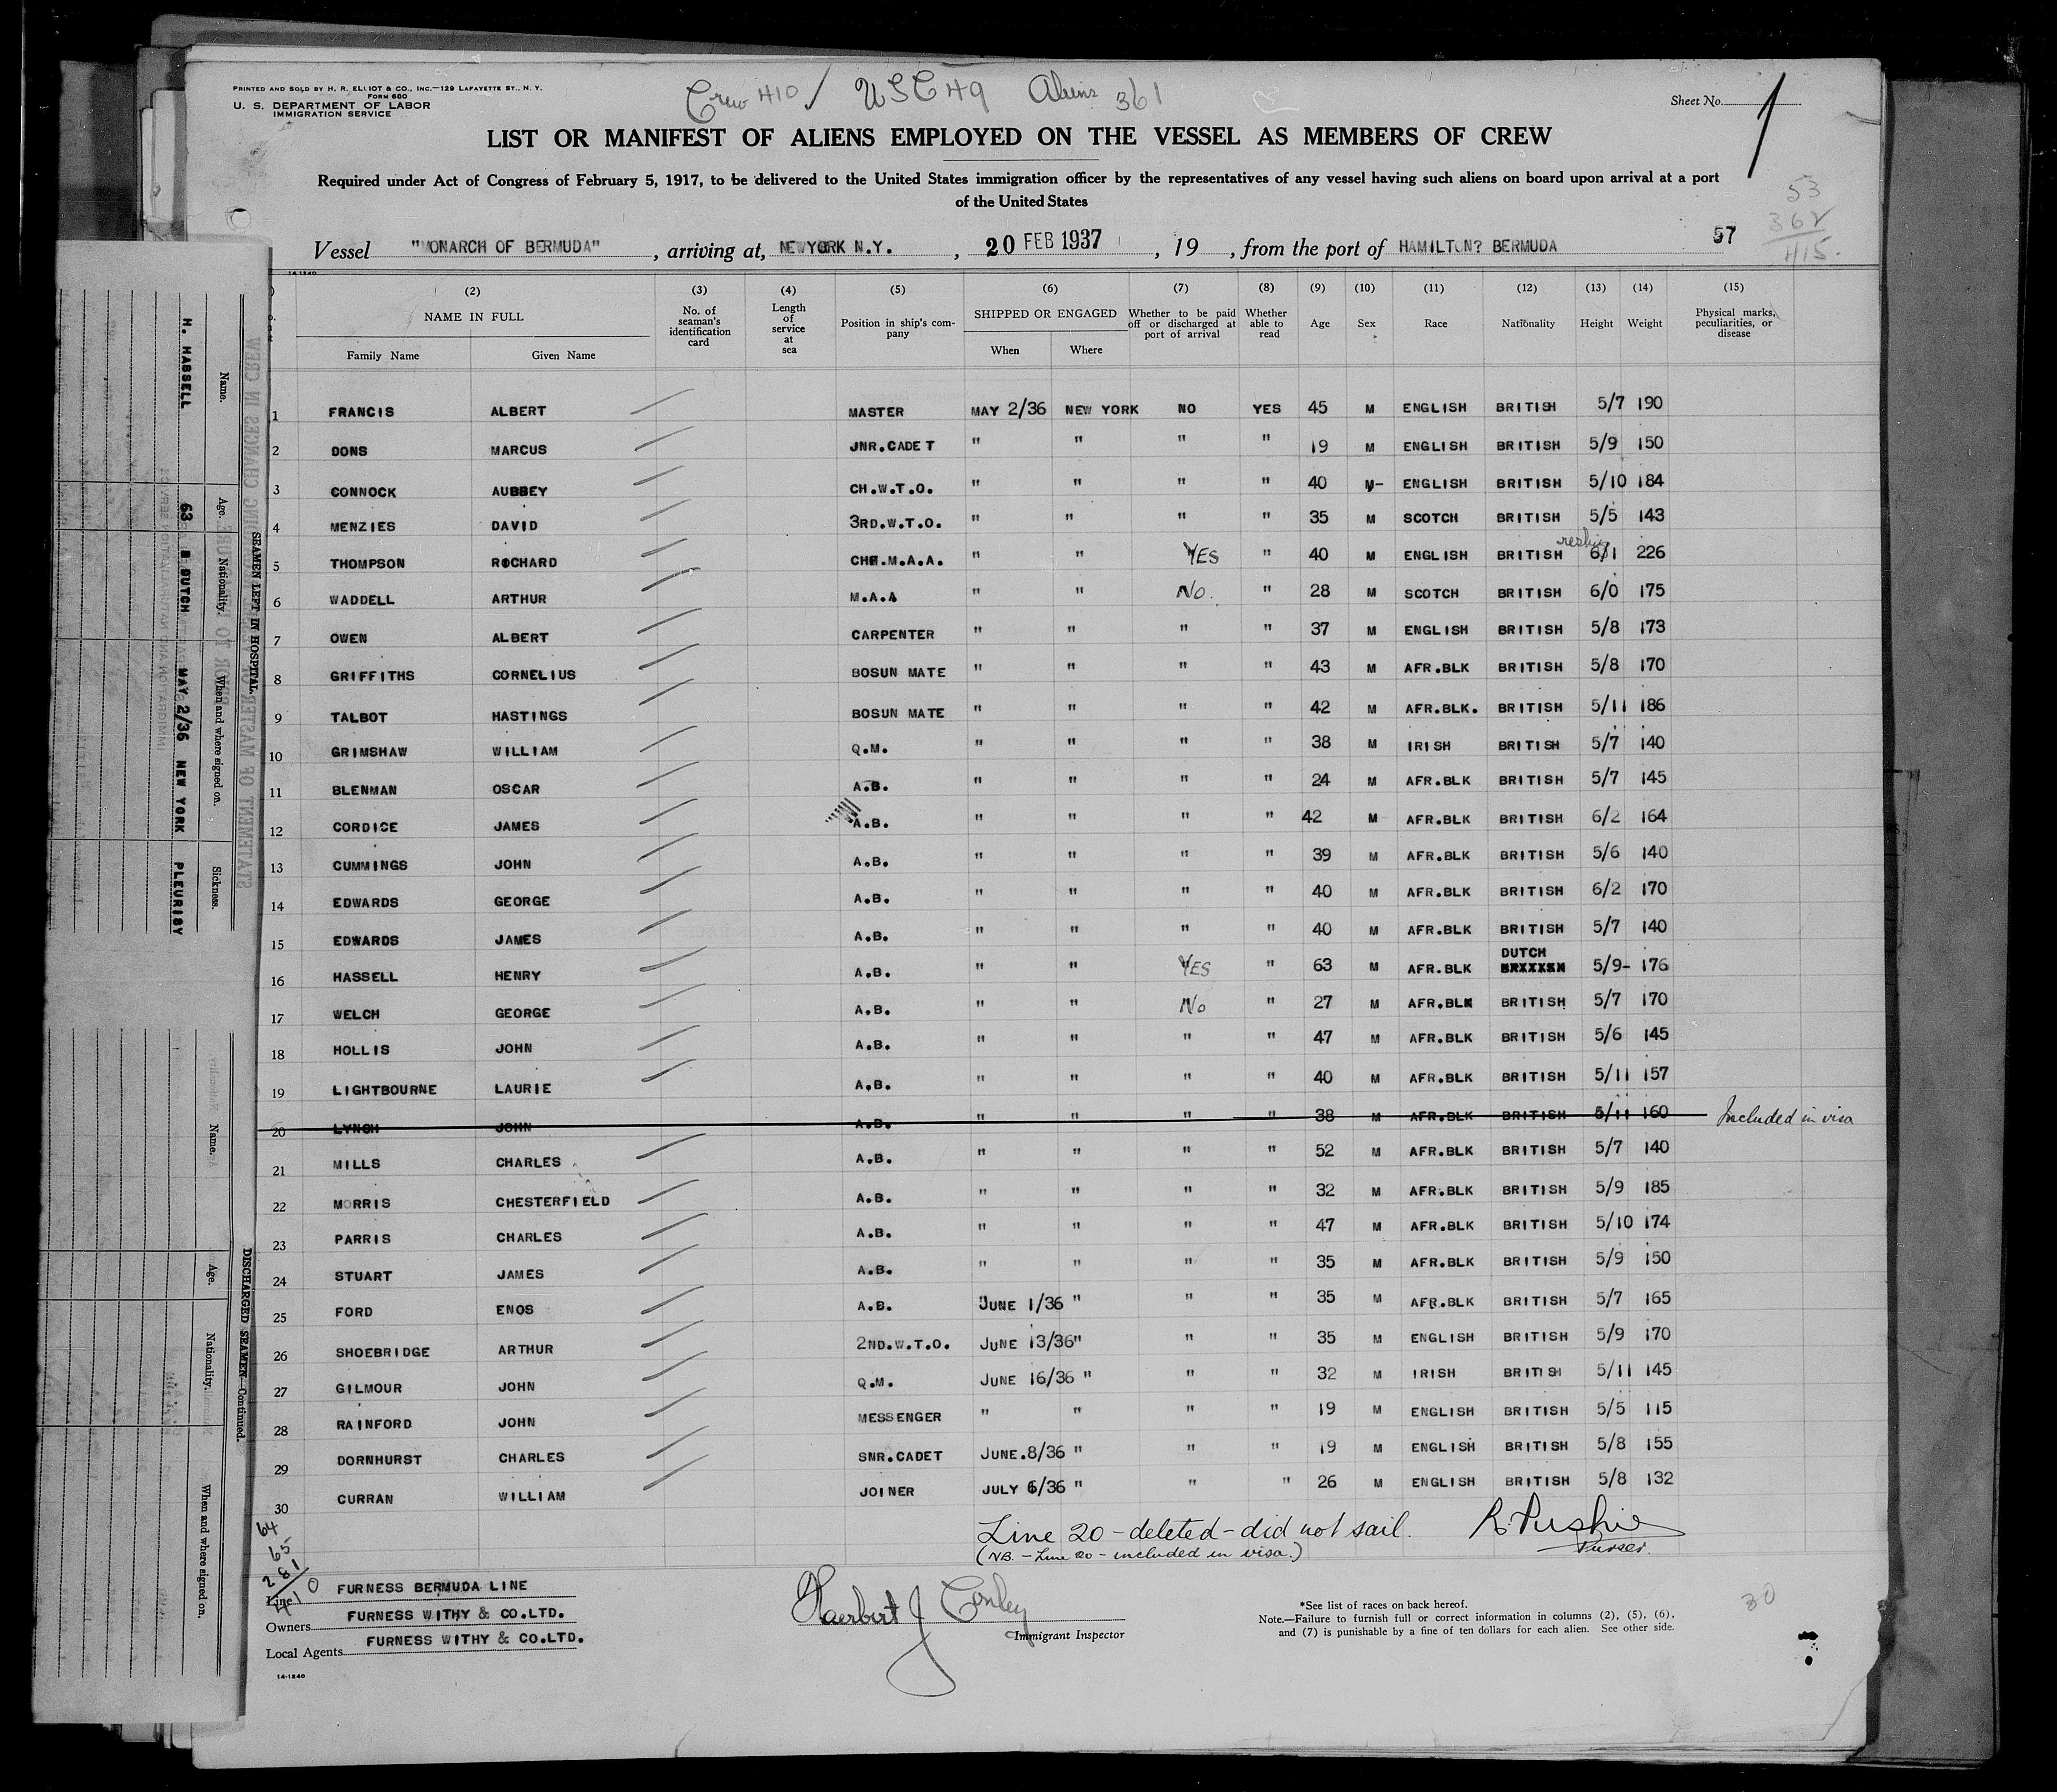 PRINTED AND SOLD BY H. R. ELLIOT & CO., INC.—129 LAFAYETTE ST., N. Y.
FORM 680
U. S. DEPARTMENT OF LABOR
IMMIGRATION SERVICE
Crew 410 / USC 49 Aliens 361
Sheet No. 1
LIST OR MANIFEST OF ALIENS EMPLOYED ON THE VESSEL AS MEMBERS OF CREW
Required under Act of Congress of February 5, 1917, to be delivered to the United States immigration officer by the representatives of any vessel having such aliens on board upon arrival at a port
of the United States
53
362
415.
Vessel "MONARCH OF BERMUDA", arriving at, NEWYORK N.Y., 20 FEB 1937, 19, from the port of HAMILTON? BERMUDA 57
14-1240
(2) (3) (4) (5) (6) (7) (8) (9) (10) (11) (12) (13) (14) (15)
NAME IN FULL No. of seaman's identification card Length of service at sea Position in ship's company SHIPPED OR ENGAGED Whether to be paid off or discharged at port of arrival Whether able to read Age Sex Race Nationality Height Weight Physical marks, peculiarities, or disease
Family Name Given Name When Where
1 FRANCIS ALBERT MASTER MAY 2/36 NEW YORK NO YES 45 M ENGLISH BRITISH 5/7 190
2 DONS MARCUS JNR.CADET " " " " 19 M ENGLISH BRITISH 5/9 150
3 CONNOCK AUBBEY CH.W.T.O. " " " " 40 M- ENGLISH BRITISH 5/10 184
4 MENZIES DAVID 3RD.W.T.O. " " " " 35 M SCOTCH BRITISH 5/5 143
5 THOMPSON ROCHARD CHH.M.A.A. " " YES " 40 M ENGLISH BRITISH 6/1 226
6 WADDELL ARTHUR M.A.A " " No. " 28 M SCOTCH BRITISH 6/0 175
7 OWEN ALBERT CARPENTER " " " " 37 M ENGLISH BRITISH 5/8 173
8 GRIFFITHS CORNELIUS BOSUN MATE " " " " 43 M AFR.BLK BRITISH 5/8 170
9 TALBOT HASTINGS BOSUN MATE " " " " 42 M AFR.BLK. BRITISH 5/11 186
10 GRIMSHAW WILLIAM Q.M. " " " " 38 M IRISH BRITISH 5/7 140
11 BLENMAN OSCAR A.B. " " " " 24 M AFR.BLK BRITISH 5/7 145
12 CORDICE JAMES A.B. " " " " 42 M AFR.BLK BRITISH 6/2 164
13 CUMMINGS JOHN A.B. " " " " 39 M AFR.BLK BRITISH 5/6 140
14 EDWARDS GEORGE A.B. " " " " 40 M AFR.BLK BRITISH 6/2 170
15 EDWARDS JAMES A.B. " " " " 40 M AFR.BLK BRITISH 5/7 140
16 HASSELL HENRY A.B. " " YES " 63 M AFR.BLK DUTCH 5/9- 176
17 WELCH GEORGE A.B. " " No " 27 M AFR.BLK BRITISH 5/7 170
18 HOLLIS JOHN A.B. " " " " 47 M AFR.BLK BRITISH 5/6 145
19 LIGHTBOURNE LAURIE A.B. " " " " 40 M AFR.BLK BRITISH 5/11 157
20 LYNCH JOHN A.B. " " " " 38 M AFR.BLK BRITISH 5/11 160 Included in visa
21 MILLS CHARLES A.B. " " " " 52 M AFR.BLK BRITISH 5/7 140
22 MORRIS CHESTERFIELD A.B. " " " " 32 M AFR.BLK BRITISH 5/9 185
23 PARRIS CHARLES A.B. " " " " 47 M AFR.BLK BRITISH 5/10 174
24 STUART JAMES A.B. " " " " 35 M AFR.BLK BRITISH 5/9 150
25 FORD ENOS A.B. JUNE 1/36 " " " 35 M AFR.BLK BRITISH 5/7 165
26 SHOEBRIDGE ARTHUR 2ND.W.T.O. JUNE 13/36 " " " 35 M ENGLISH BRITISH 5/9 170
27 GILMOUR JOHN Q.M. JUNE 16/36 " " " 32 M IRISH BRITISH 5/11 145
28 RAINFORD JOHN MESSENGER " " " " 19 M ENGLISH BRITISH 5/5 115
29 DORNHURST CHARLES SNR.CADET JUNE.8/36 " " " 19 M ENGLISH BRITISH 5/8 155
30 CURRAN WILLIAM JOINER JULY 6/36 " " " 26 M ENGLISH BRITISH 5/8 132
Line 20 - deleted - did not sail.
(NB. - Line 20 - included in visa.)
Purser.
64
65
281
410
Line FURNESS BERMUDA LINE
Owners FURNESS WITHY & CO.LTD.
Local Agents FURNESS WITHY & CO.LTD.
14-1240
Immigrant Inspector
*See list of races on back hereof.
Note.—Failure to furnish full or correct information in columns (2), (5), (6),
and (7) is punishable by a fine of ten dollars for each alien. See other side.
30
SEAMEN LEFT IN HOSPITAL
Name. Age. Nationality. When and where signed on. Sickness.
H. HASSELL 63 DUTCH MAY 2/36 NEW YORK PLEURISY
DISCHARGED SEAMEN—Continued.
Name. Age. Nationality. When and where signed on.
STATEMENT OF MASTER REGARDING CHANGES IN CREW